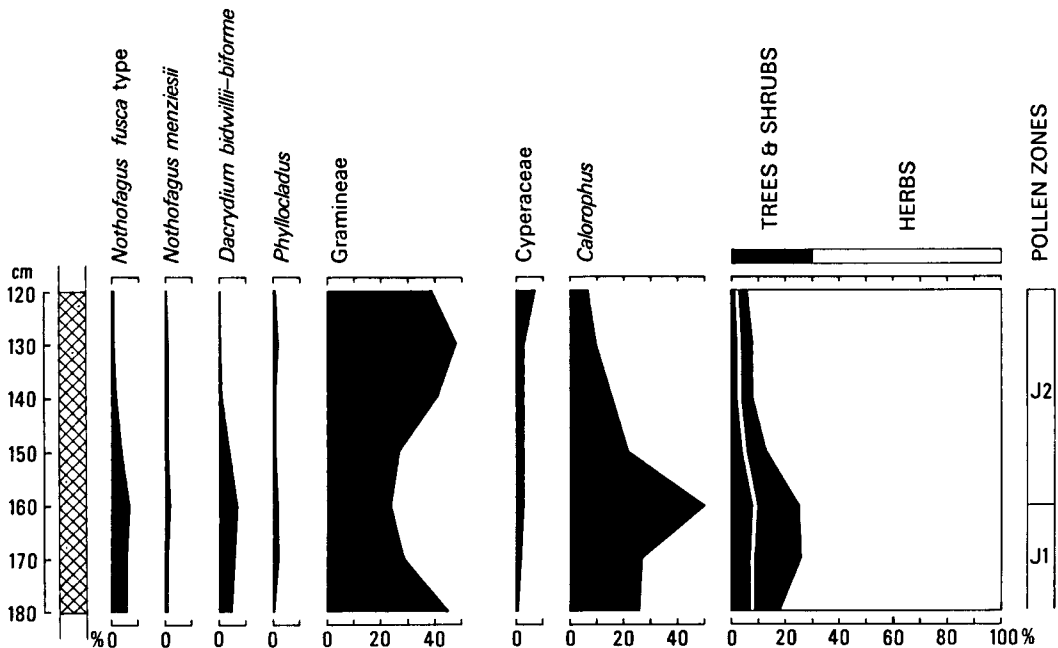 Nothofagus fusca type
Nothofagus menziesii
Dacrydium bidwillii–biforme
Phyllocladus
Gramineae
Cyperaceae
Calorophus
TREES & SHRUBS
HERBS
POLLEN ZONES
cm
120
130
140
150
160
170
180
J2
J1
% 0 0 0 0 0 20 40 0 0 20 40 0 20 40 60 80 100 %